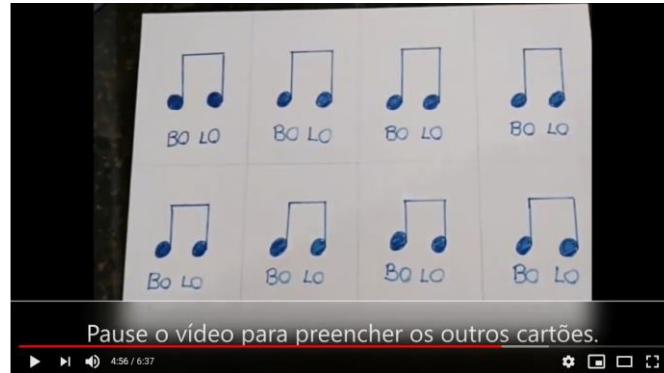 BO LO BO LO BO LO BO LO
BO LO BO LO BO LO BO LO
Pause o vídeo para preencher os outros cartões.
4:56 / 6:37